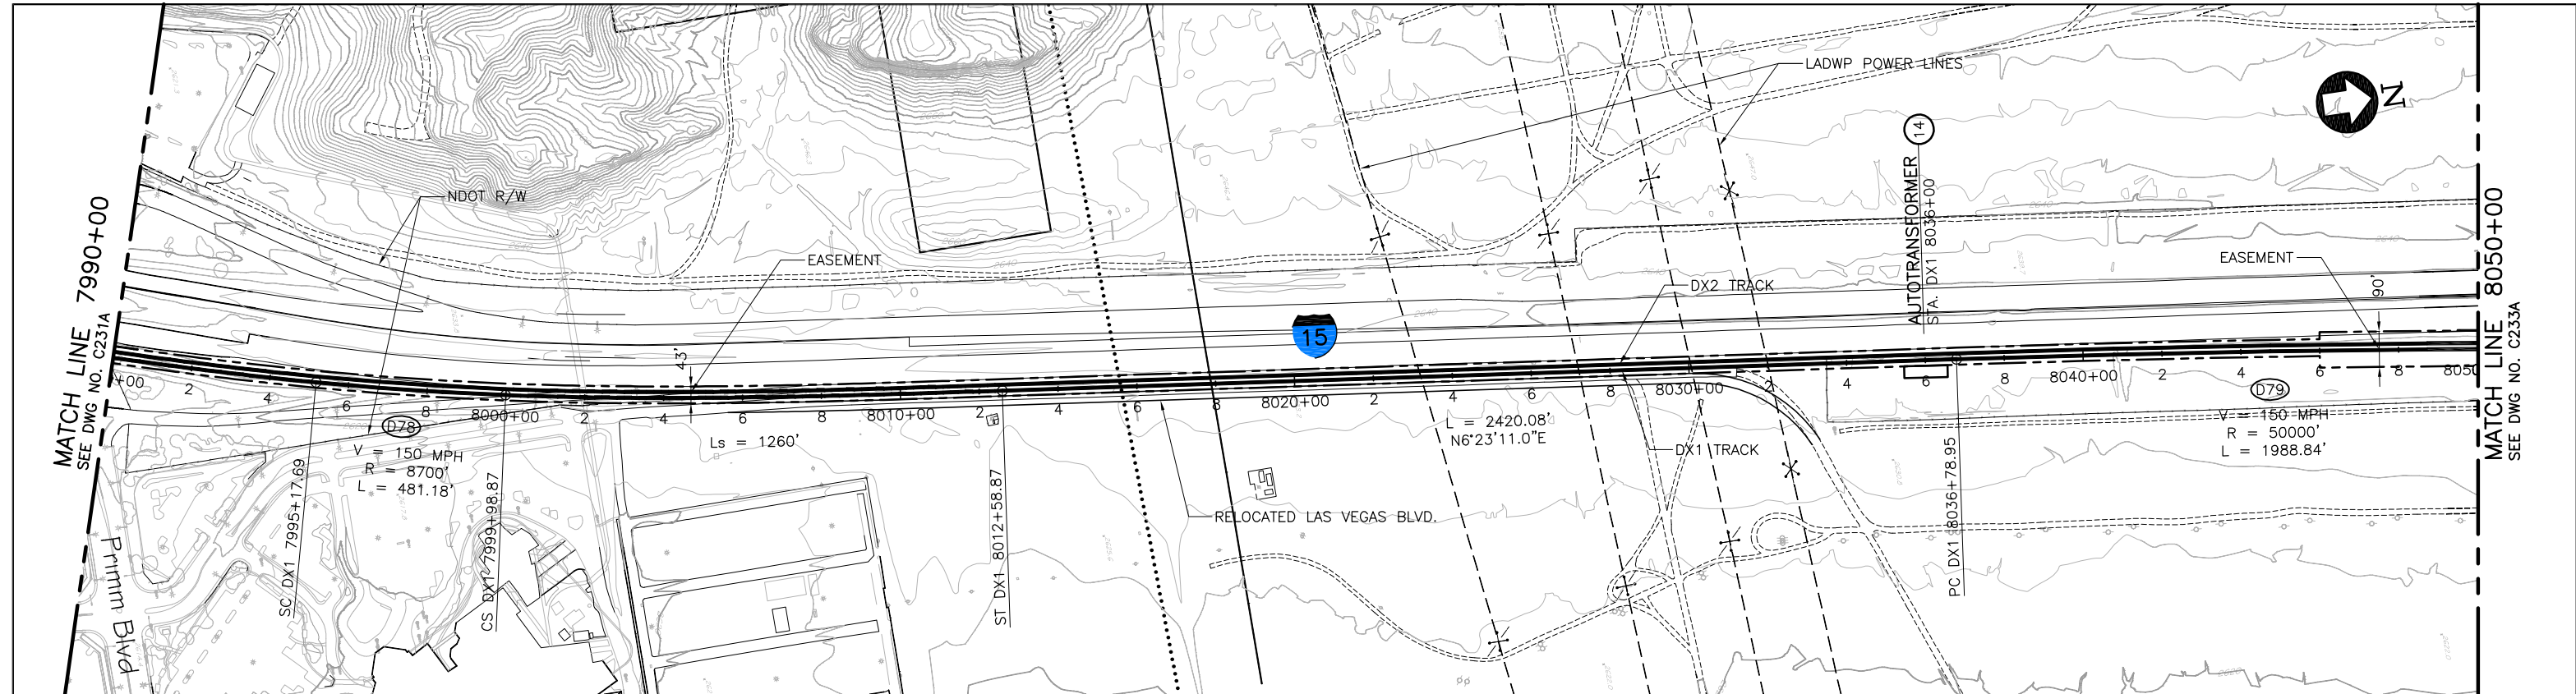 MATCH LINE 7990+00
SEE DWG NO. C231A
NDOT R/W
EASEMENT
LADWP POWER LINES
14
AUTOTRANSFORMER
STA. DX1 8036+00
N
EASEMENT
90'
DX2 TRACK
15
43'
+00
2
4
6
8
8000+00
2
4
6
8
8010+00
2
4
6
8
8020+00
2
4
6
8
8030+00
2
4
6
8
8040+00
2
4
6
8
8050
D78
V = 150 MPH
R = 8700'
L = 481.18'
Ls = 1260'
L = 2420.08'
N6°23'11.0"E
DX1 TRACK
D79
V = 150 MPH
R = 50000'
L = 1988.84'
RELOCATED LAS VEGAS BLVD.
SC DX1 7995+17.69
CS DX1 7999+98.87
ST DX1 8012+58.87
PC DX1 8036+78.95
Primm Blvd
MATCH LINE 8050+00
SEE DWG NO. C233A